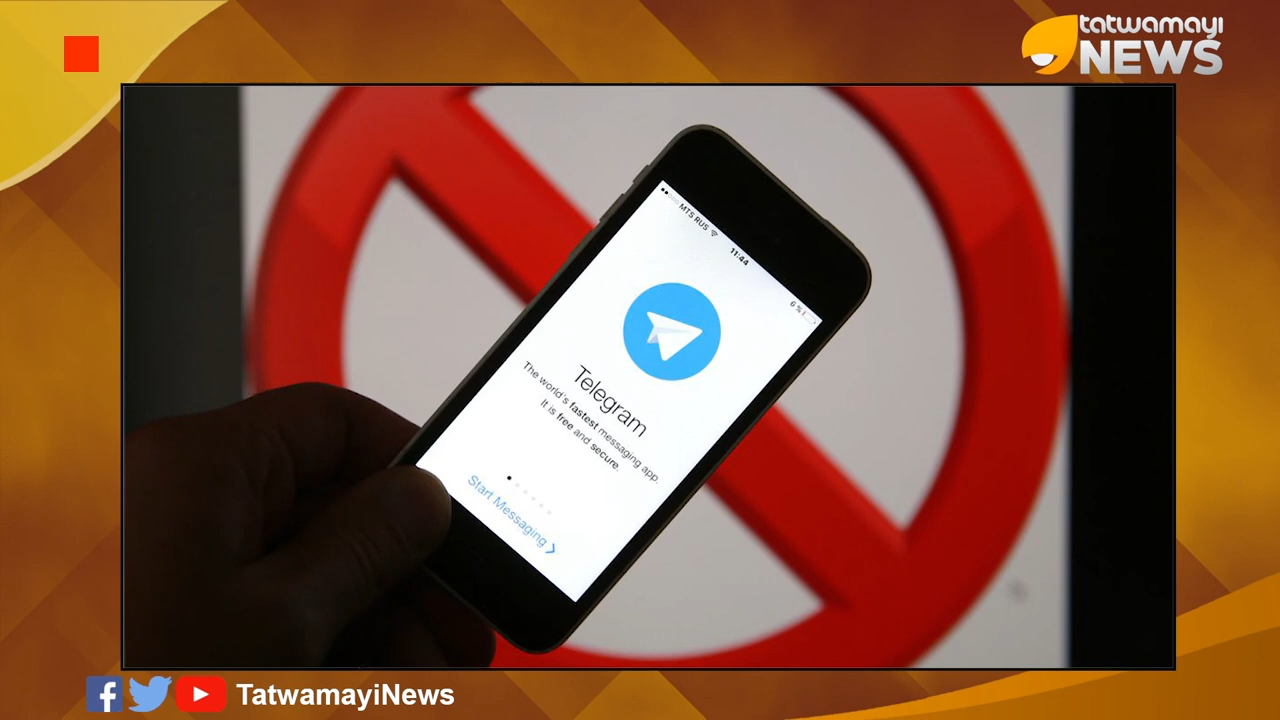 tatwamayi
NEWS
MTS RUS
11:44
6 %
Telegram
The world's fastest messaging app.
It is free and secure.
Start Messaging
TatwamayiNews